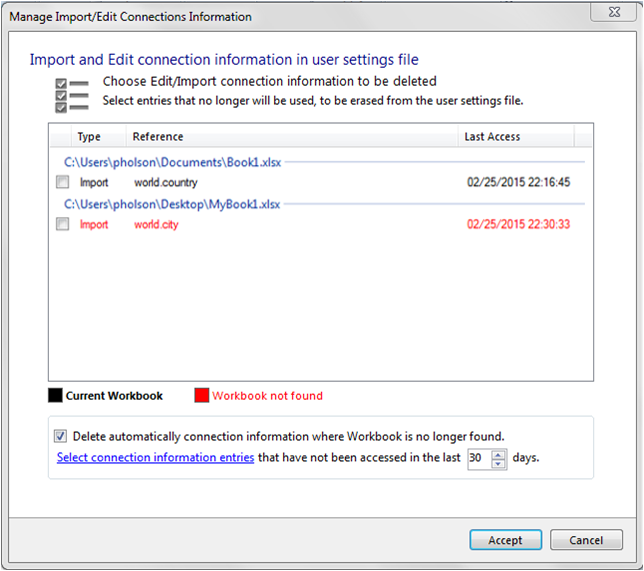 Manage Import/Edit Connections Information
Import and Edit connection information in user settings file
Choose Edit/Import connection information to be deleted
Select entries that no longer will be used, to be erased from the user settings file.
Type Reference Last Access
C:\Users\pholson\Documents\Book1.xlsx
Import world.country 02/25/2015 22:16:45
C:\Users\pholson\Desktop\MyBook1.xlsx
Import world.city 02/25/2015 22:30:33
Current Workbook Workbook not found
Delete automatically connection information where Workbook is no longer found.
Select connection information entries that have not been accessed in the last 30 days.
Accept Cancel